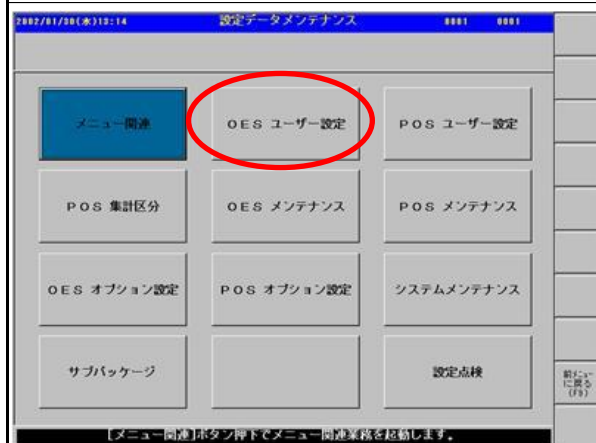 2002/01/30(水)13:14 設定データメンテナンス 0001 0001
メニュー関連 OES ユーザー設定 POS ユーザー設定
POS 集計区分 OES メンテナンス POS メンテナンス
OES オプション設定 POS オプション設定 システムメンテナンス
サブパッケージ 設定点検
前メニュー
に戻る
(F9)
[メニュー関連]ボタン押下でメニュー関連業務を起動します。